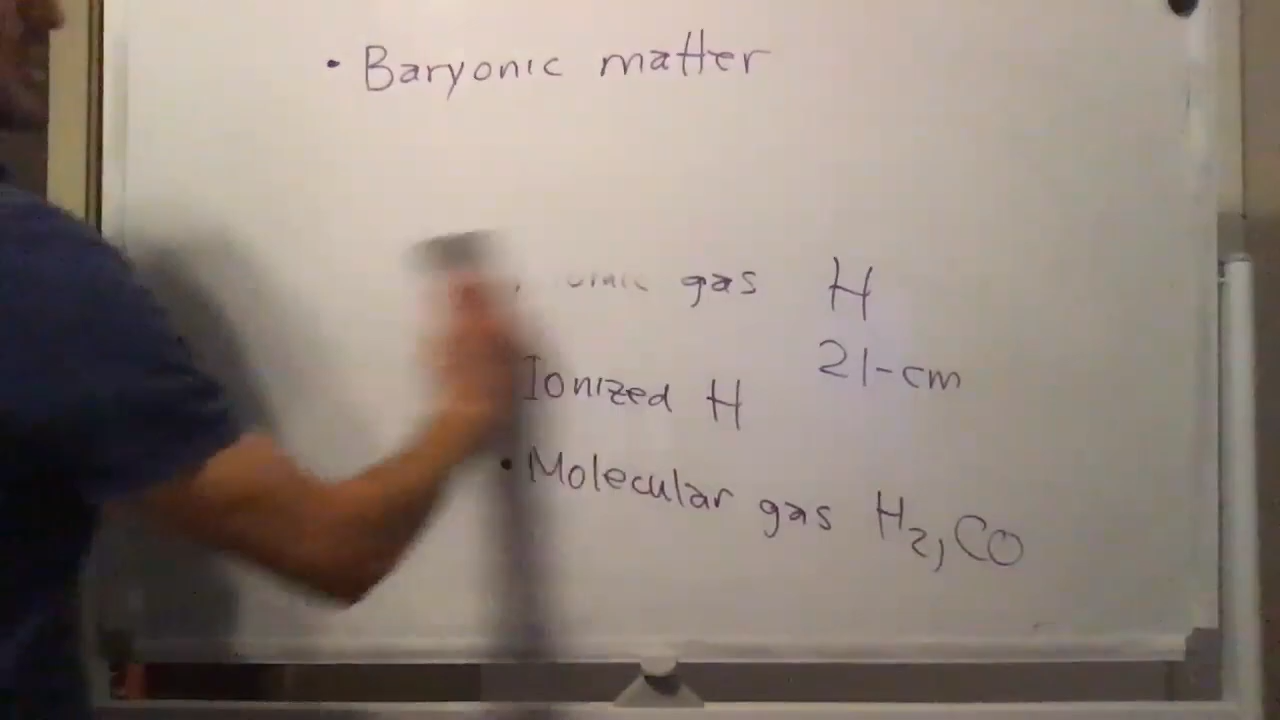 • Baryonic matter
gas H
21-cm
Ionized H
• Molecular gas H₂, CO